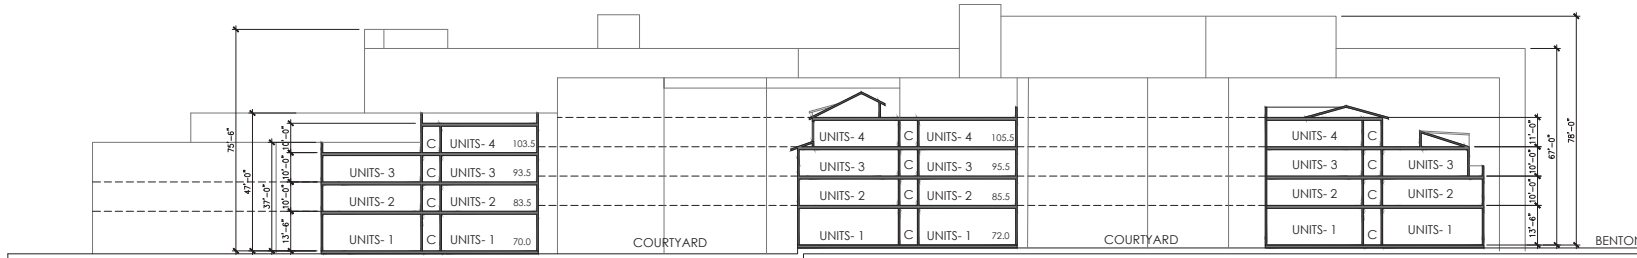 75'-6"
47'-0"
37'-0"
10'-0"
10'-0"
10'-0"
13'-6"
C UNITS- 4 103.5
UNITS- 3 C UNITS- 3 93.5
UNITS- 2 C UNITS- 2 83.5
UNITS- 1 C UNITS- 1 70.0
COURTYARD
UNITS- 4 C UNITS- 4 105.5
UNITS- 3 C UNITS- 3 95.5
UNITS- 2 C UNITS- 2 85.5
UNITS- 1 C UNITS- 1 72.0
COURTYARD
UNITS- 4 C
UNITS- 3 C UNITS- 3
UNITS- 2 C UNITS- 2
UNITS- 1 C UNITS- 1
11'-0"
10'-0"
10'-0"
13'-6"
67'-0"
78'-0"
BENTON